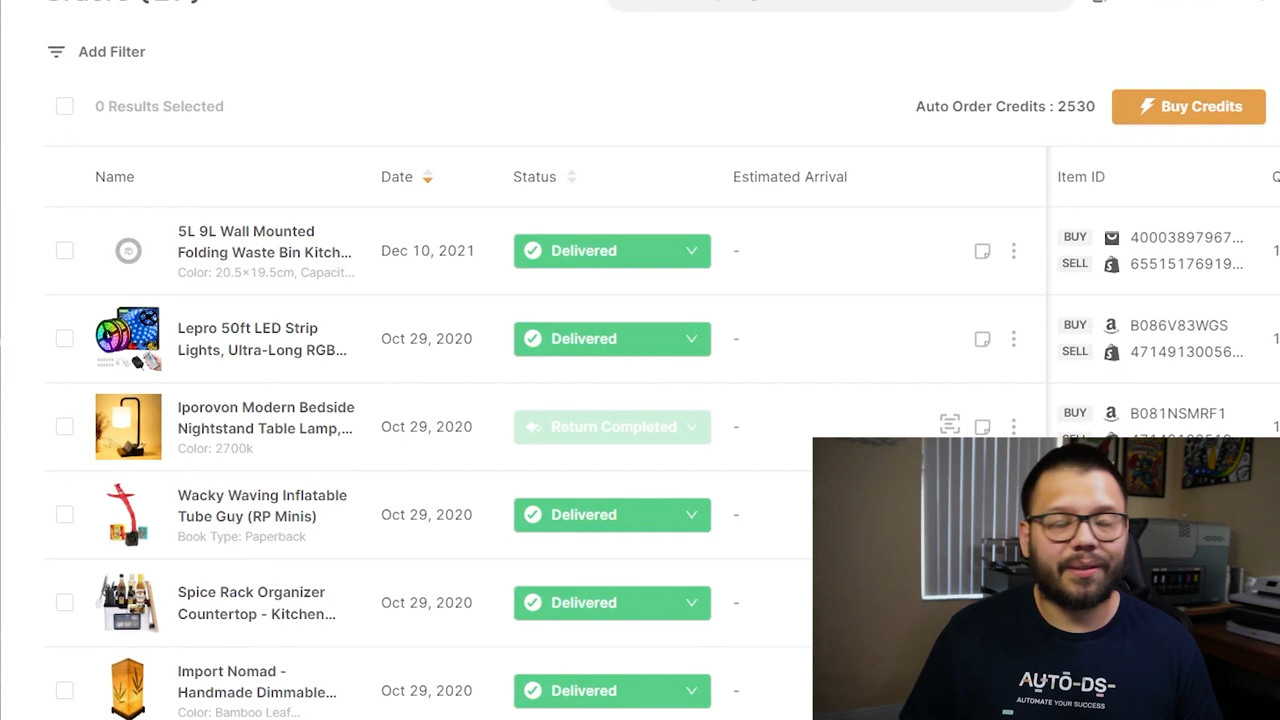 Add Filter
0 Results Selected
Auto Order Credits : 2530
Buy Credits
Name
Date
Status
Estimated Arrival
Item ID
5L 9L Wall Mounted
Folding Waste Bin Kitch...
Color: 20.5x19.5cm, Capacit...
Dec 10, 2021
Delivered
-
BUY
40003897967...
SELL
65515176919...
Lepro 50ft LED Strip
Lights, Ultra-Long RGB...
Oct 29, 2020
Delivered
-
BUY
B086V83WGS
SELL
47149130056...
Iporovon Modern Bedside
Nightstand Table Lamp,...
Color: 2700k
Oct 29, 2020
Return Completed
-
BUY
B081NSMRF1
Wacky Waving Inflatable
Tube Guy (RP Minis)
Book Type: Paperback
Oct 29, 2020
Delivered
-
Spice Rack Organizer
Countertop - Kitchen...
Oct 29, 2020
Delivered
-
Import Nomad -
Handmade Dimmable...
Color: Bamboo Leaf...
Oct 29, 2020
Delivered
-
AUTO-DS-
AUTOMATE YOUR SUCCESS